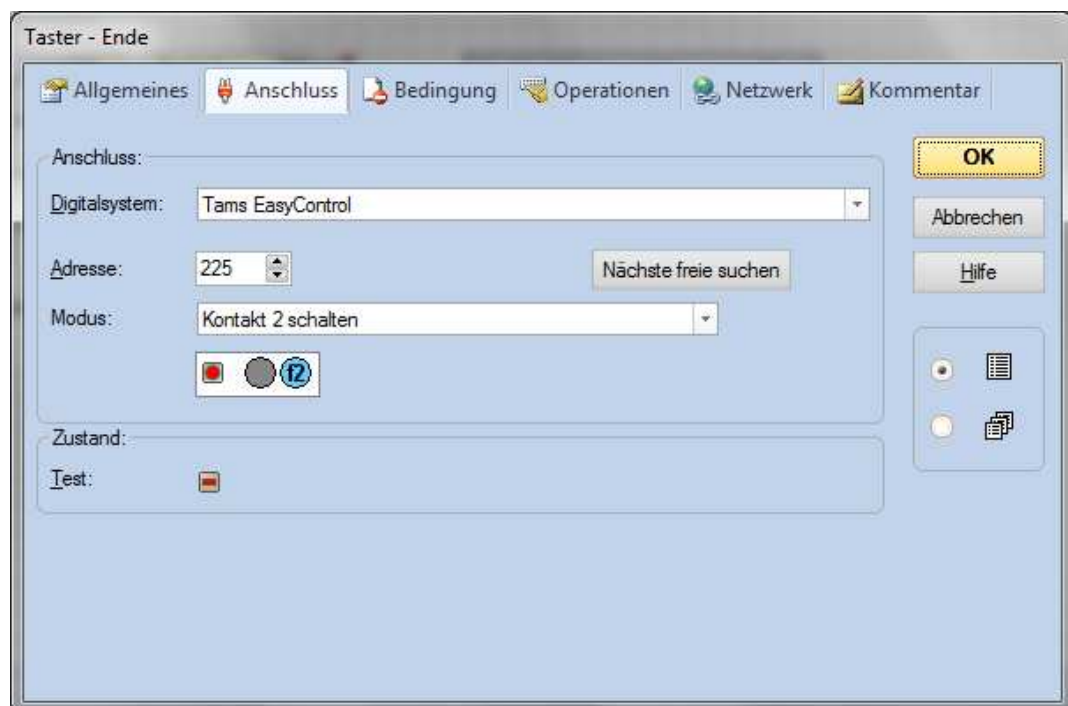 Taster - Ende
Allgemeines Anschluss Bedingung Operationen Netzwerk Kommentar
Anschluss:
OK
Digitalsystem: Tams EasyControl
Abbrechen
Adresse: 225 Nächste freie suchen
Hilfe
Modus: Kontakt 2 schalten
f2
Zustand:
Test: